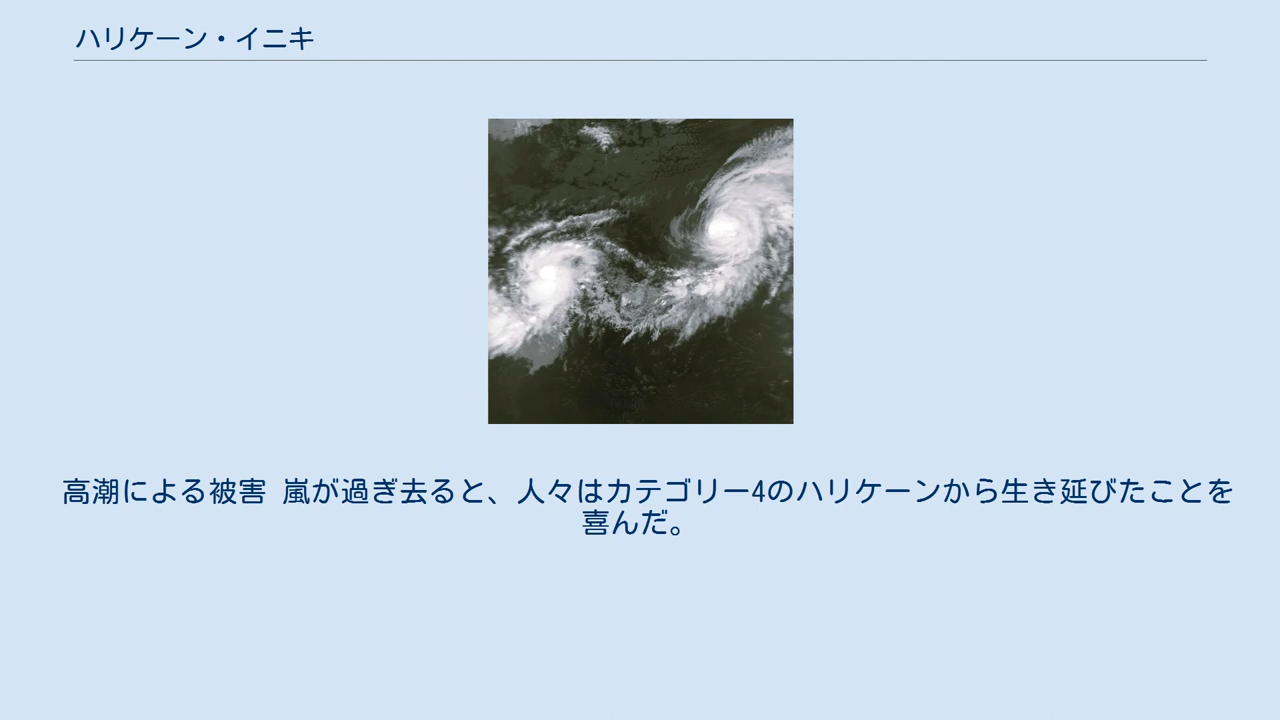 ハリケーン・イニキ
高潮による被害 嵐が過ぎ去ると、人々はカテゴリー4のハリケーンから生き延びたことを
喜んだ。